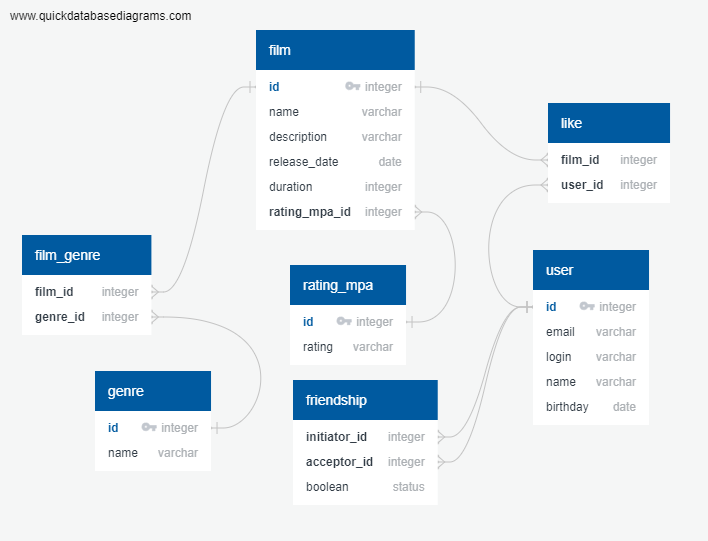 www.quickdatabasediagrams.com
film
id integer
name varchar
description varchar
release_date date
duration integer
rating_mpa_id integer
like
film_id integer
user_id integer
film_genre
film_id integer
genre_id integer
rating_mpa
id integer
rating varchar
user
id integer
email varchar
login varchar
name varchar
birthday date
genre
id integer
name varchar
friendship
initiator_id integer
acceptor_id integer
boolean status